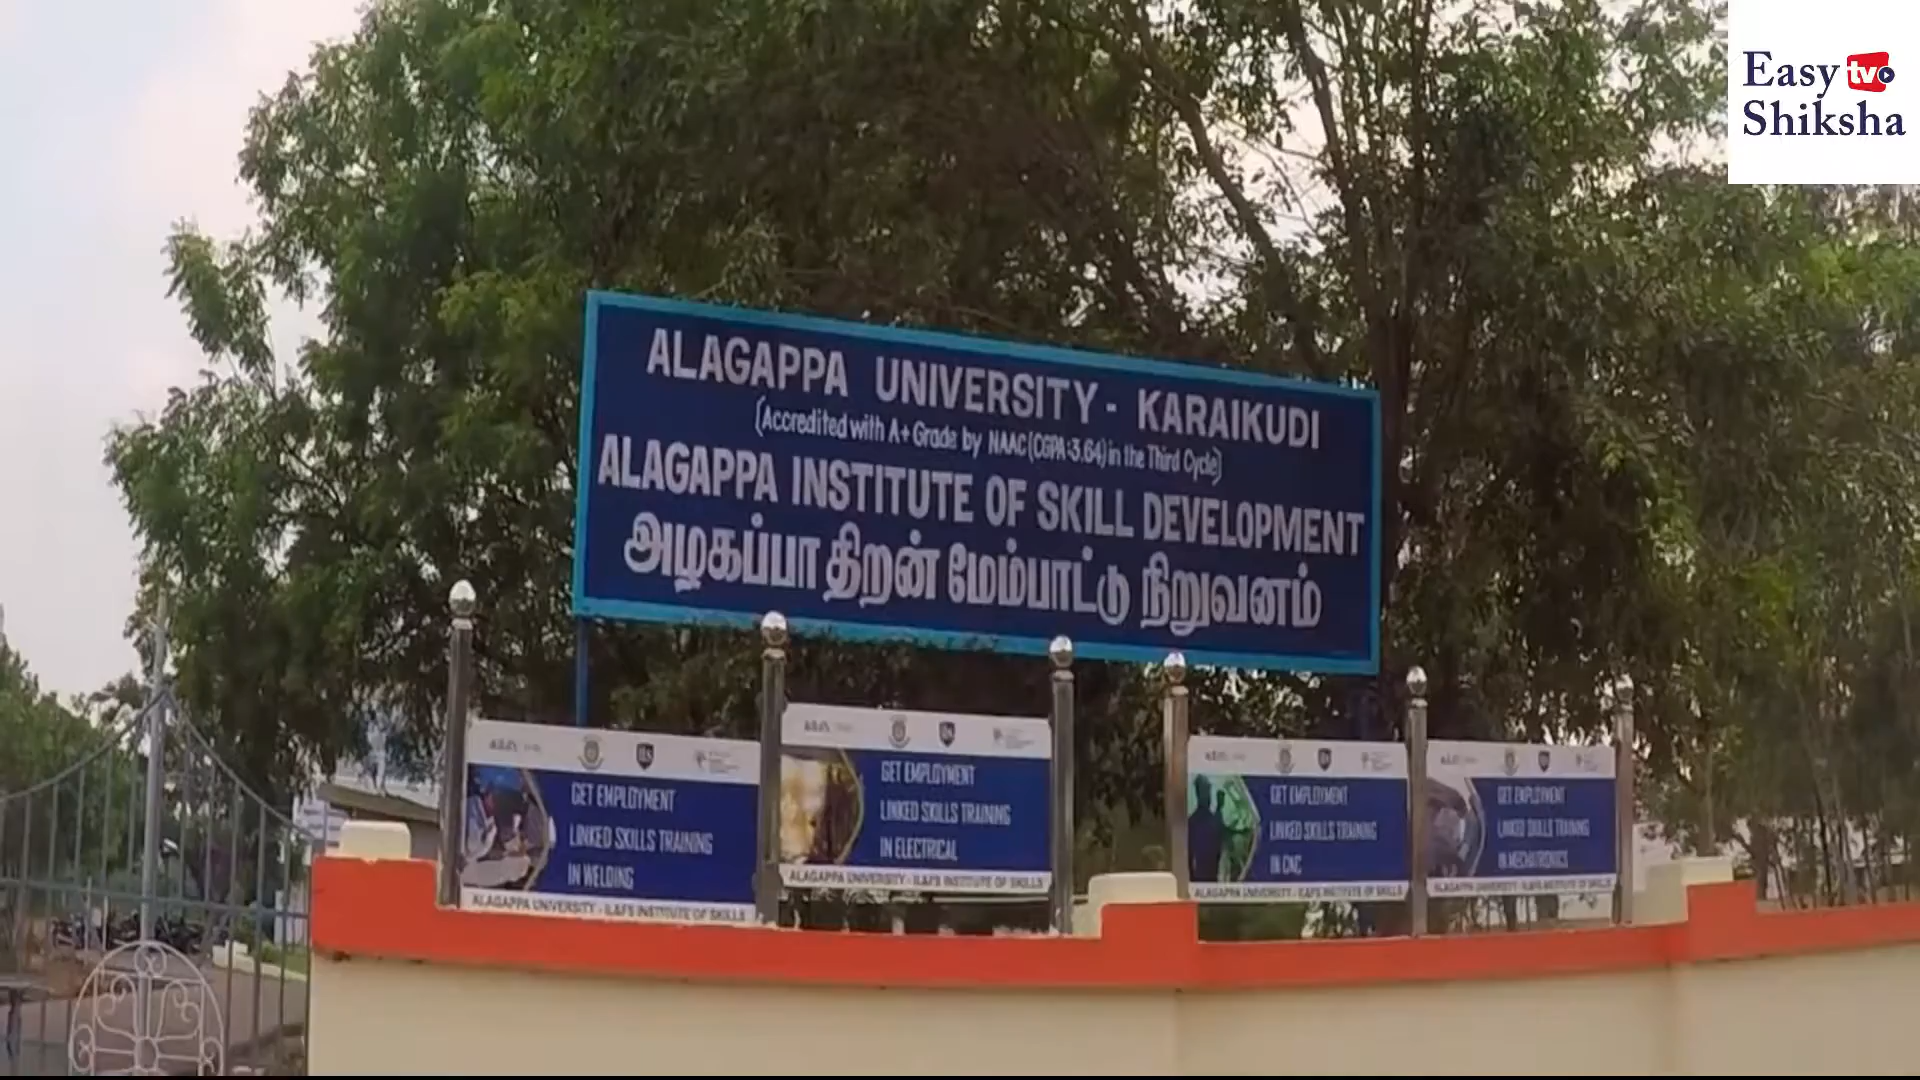 Easy tv
Shiksha
ALAGAPPA UNIVERSITY - KARAIKUDI
(Accredited with A+ Grade by NAAC (CGPA:3.64) in the Third Cycle)
ALAGAPPA INSTITUTE OF SKILL DEVELOPMENT
அழகப்பா திறன் மேம்பாட்டு நிறுவனம்
GET EMPLOYMENT
LINKED SKILLS TRAINING
IN WELDING
ALAGAPPA UNIVERSITY - IL&FS INSTITUTE OF SKILLS
GET EMPLOYMENT
LINKED SKILLS TRAINING
IN ELECTRICAL
ALAGAPPA UNIVERSITY - IL&FS INSTITUTE OF SKILLS
GET EMPLOYMENT
LINKED SKILLS TRAINING
IN CNC
ALAGAPPA UNIVERSITY - IL&FS INSTITUTE OF SKILLS
GET EMPLOYMENT
LINKED SKILLS TRAINING
IN MECHATRONICS
ALAGAPPA UNIVERSITY - IL&FS INSTITUTE OF SKILLS